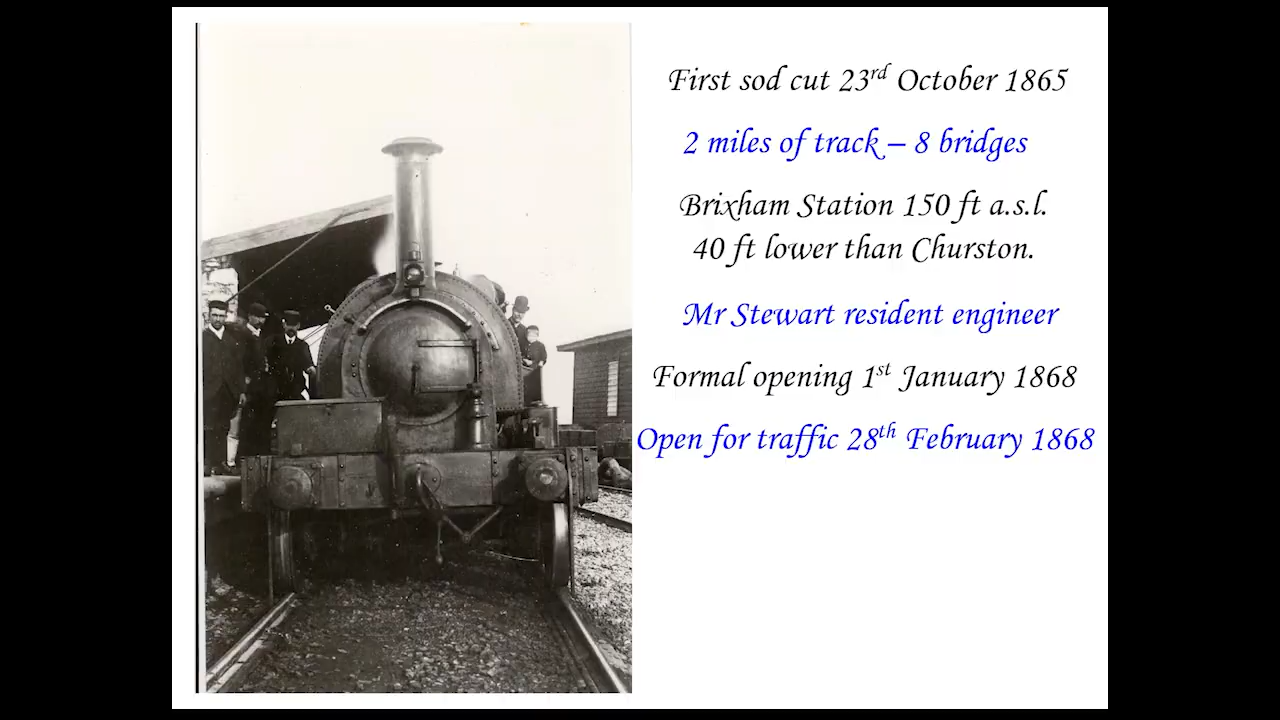 First sod cut 23rd October 1865
2 miles of track – 8 bridges
Brixham Station 150 ft a.s.l.
40 ft lower than Churston.
Mr Stewart resident engineer
Formal opening 1st January 1868
Open for traffic 28th February 1868